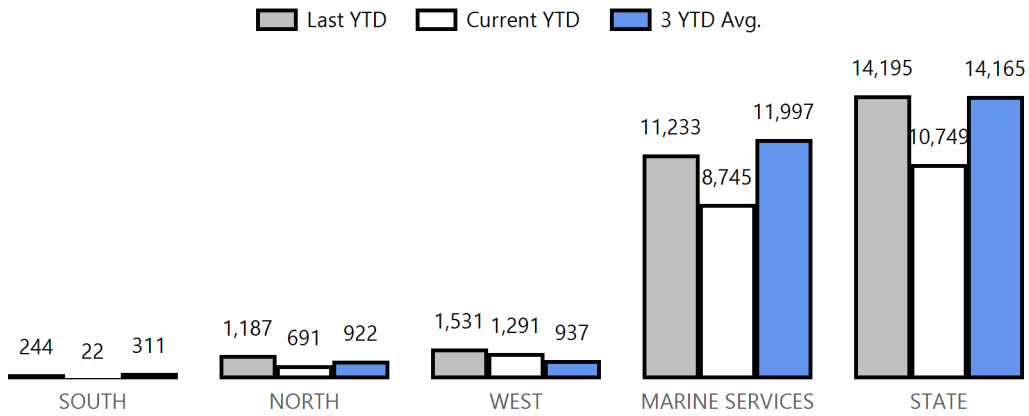 Last YTD Current YTD 3 YTD Avg.
244 22 311
1,187 691 922
1,531 1,291 937
11,233 8,745 11,997
14,195 10,749 14,165
SOUTH NORTH WEST MARINE SERVICES STATE